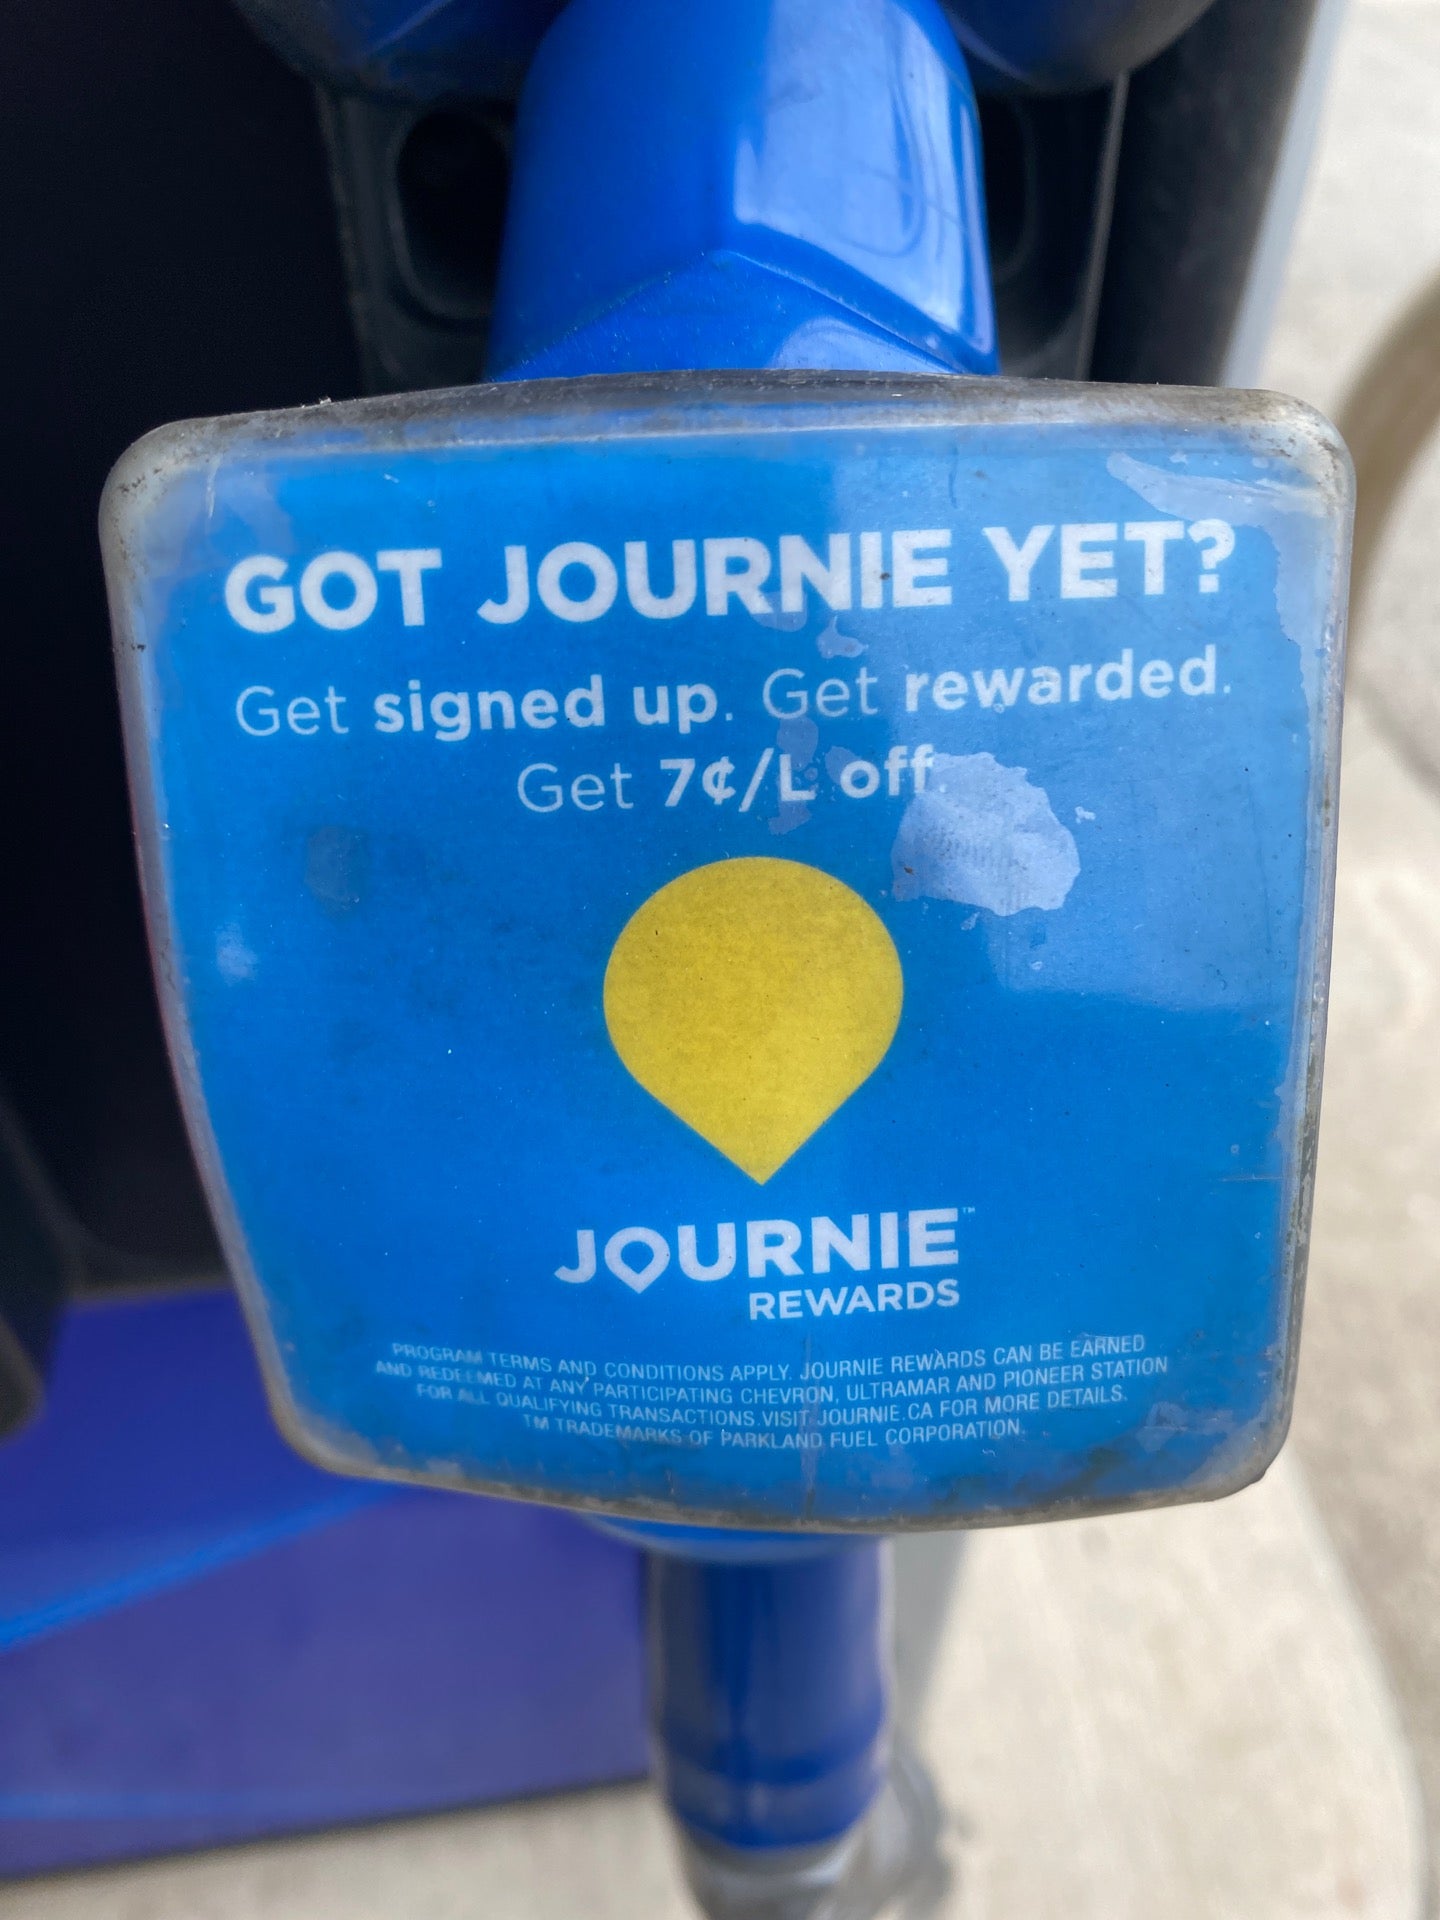 GOT JOURNIE YET?
Get signed up. Get rewarded.
Get 7¢/L off.
JOURNIE™
REWARDS
PROGRAM TERMS AND CONDITIONS APPLY. JOURNIE REWARDS CAN BE EARNED
AND REDEEMED AT ANY PARTICIPATING CHEVRON, ULTRAMAR AND PIONEER STATION
FOR ALL QUALIFYING TRANSACTIONS.VISIT JOURNIE.CA FOR MORE DETAILS.
TM TRADEMARKS OF PARKLAND FUEL CORPORATION.